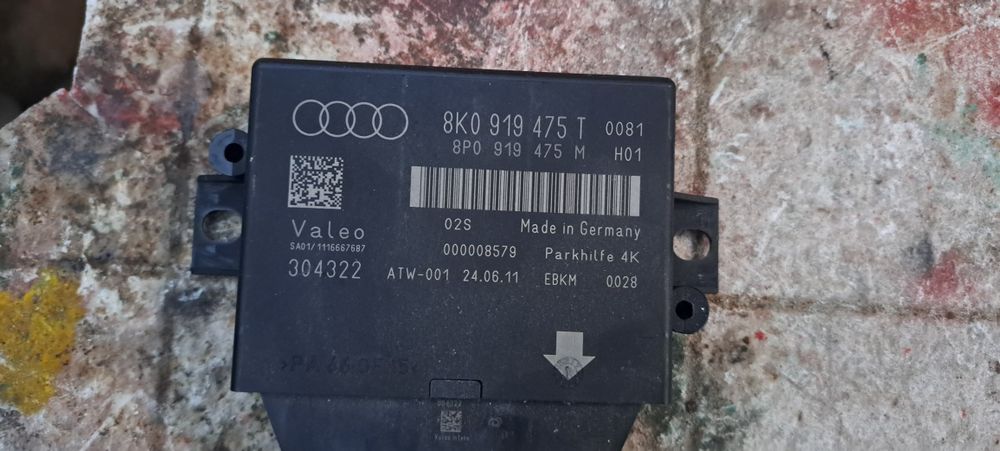 8K0 919 475 T 0081
8P0 919 475 M H01
Valeo
SA01/1116667687
304322
02S Made in Germany
000008579 Parkhilfe 4K
ATW-001 24.06.11 EBKM 0028